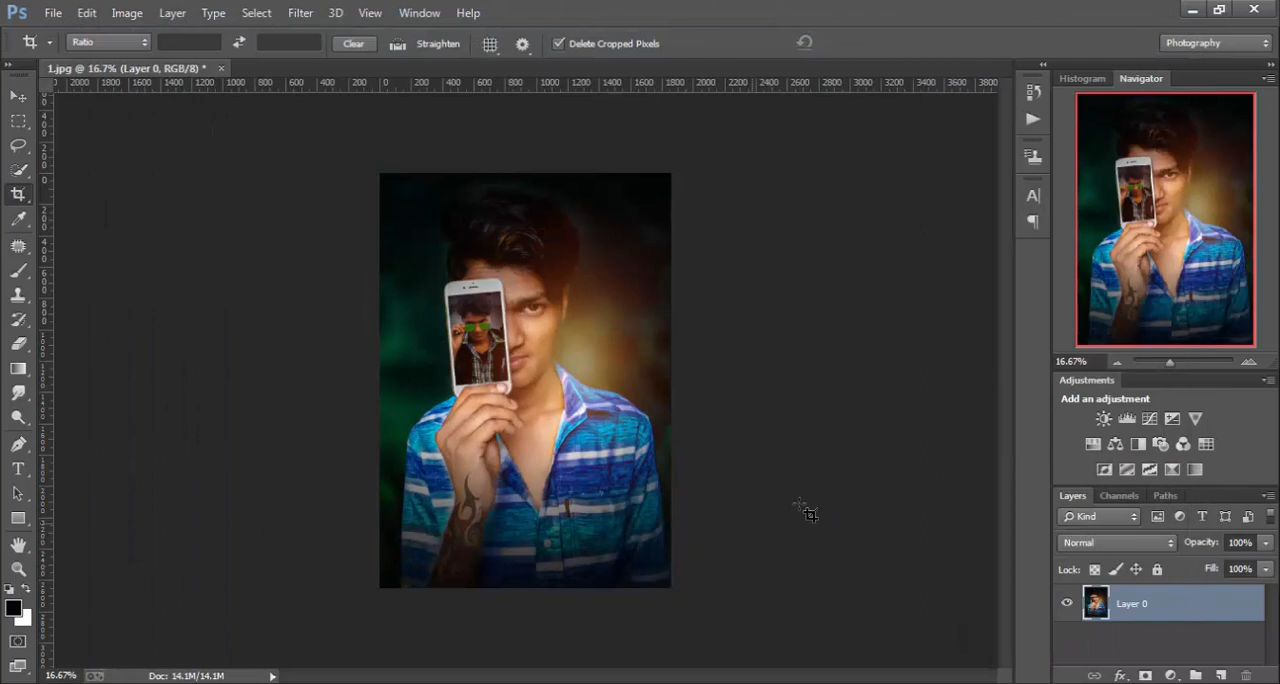 Ps File Edit Image Layer Type Select Filter 3D View Window Help
Ratio Clear Straighten Delete Cropped Pixels Photography
1.jpg @ 16.7% (Layer 0, RGB/8) * ×
2000 1800 1600 1400 1200 1000 800 600 400 200 0 200 400 600 800 1000 1200 1400 1600 1800 2000 2200 2400 2600 2800 3000 3200 3400 3600 3800
Histogram Navigator
16.67%
Adjustments
Add an adjustment
Layers Channels Paths
Kind
Normal Opacity: 100%
Lock: Fill: 100%
Layer 0
16.67% Doc: 14.1M/14.1M